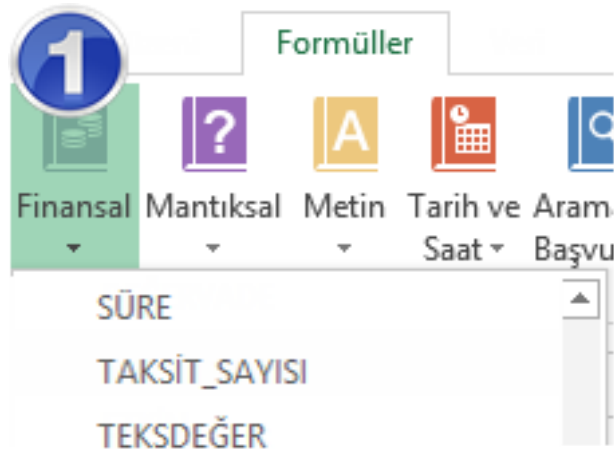 1
Formüller
?
A
Finansal Mantıksal Metin Tarih ve
Saat
SÜRE
TAKSİT_SAYISI
TEKSDEĞER